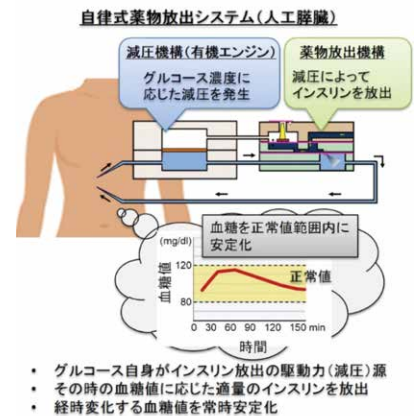 自律式薬物放出システム（人工膵臓）
減圧機構（有機エンジン）
グルコース濃度に
応じた減圧を発生
薬物放出機構
減圧によって
インスリンを放出
血糖を正常値範囲内に
安定化
(mg/dl)
120
80
血糖値
正常値
0 30 60 90 120 150 min
時間
・ グルコース自身がインスリン放出の駆動力（減圧）源
・ その時の血糖値に応じた適量のインスリンを放出
・ 経時変化する血糖値を常時安定化